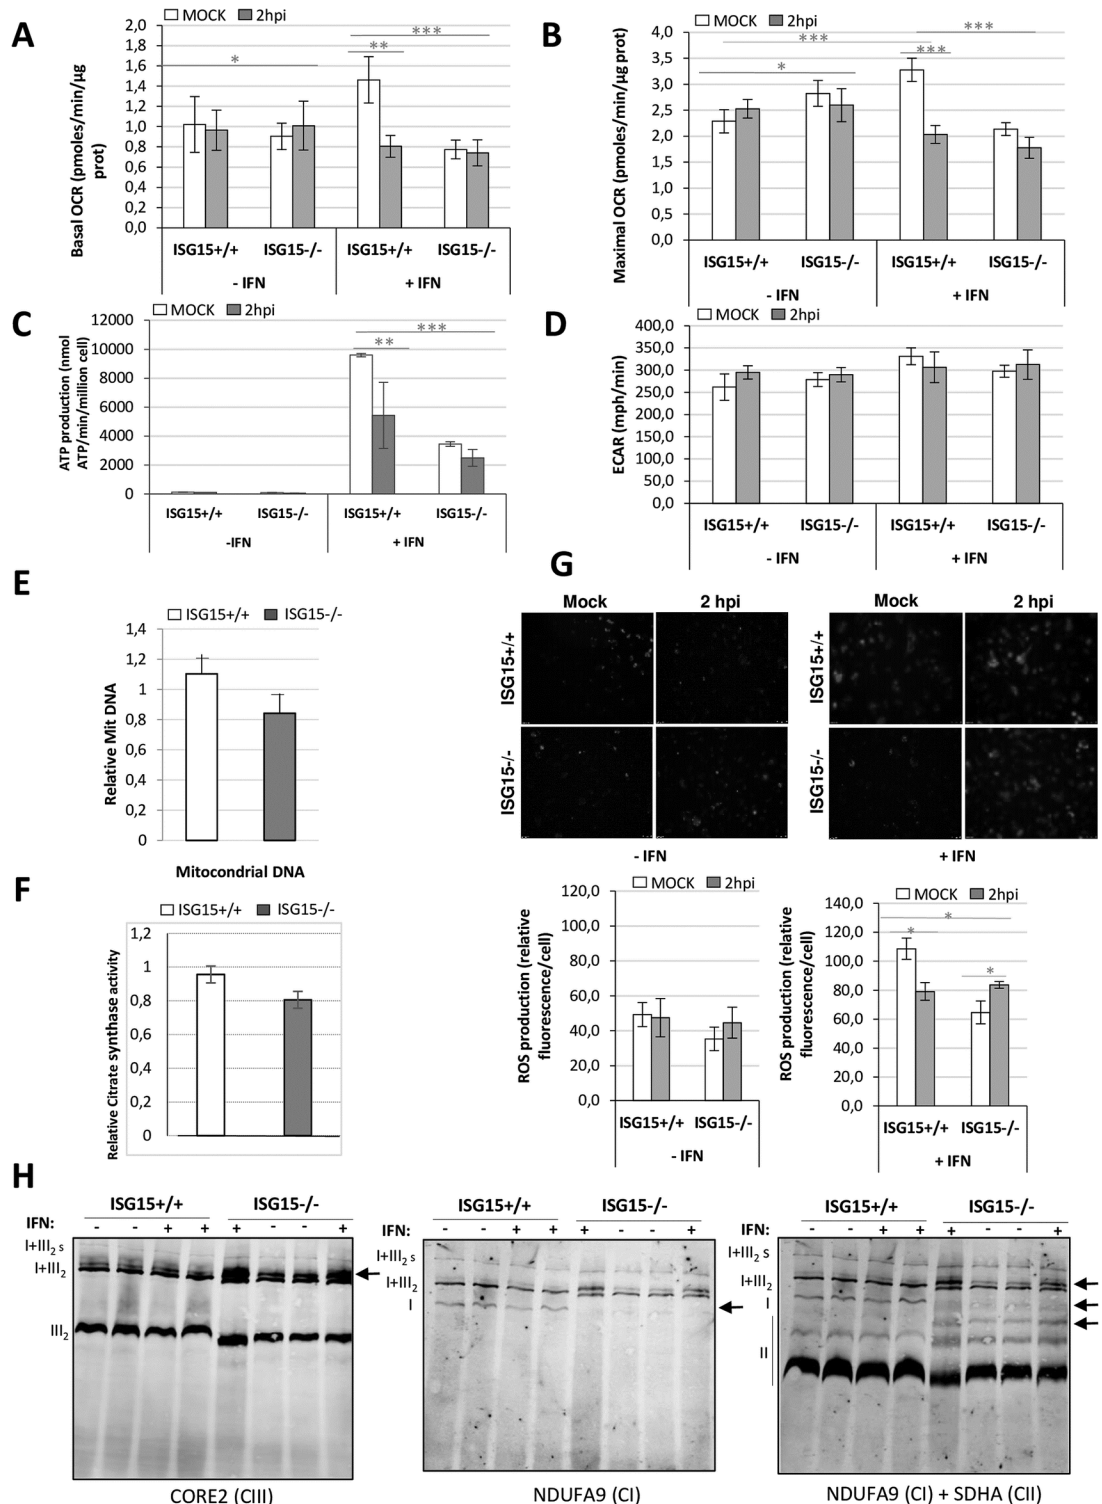 A
MOCK 2hpi
Basal OCR (pmoles/min/µg
prot)
2,0
1,8
1,6
1,4
1,2
1,0
0,8
0,6
0,4
0,2
0,0
*
**
***
ISG15+/+ ISG15-/- ISG15+/+ ISG15-/-
- IFN + IFN
B
MOCK 2hpi
Maximal OCR (pmoles/min/µg prot)
4,0
3,5
3,0
2,5
2,0
1,5
1,0
0,5
0,0
***
*
***
***
ISG15+/+ ISG15-/- ISG15+/+ ISG15-/-
- IFN + IFN
C
MOCK 2hpi
ATP production (nmol
ATP/min/million cell)
12000
10000
8000
6000
4000
2000
0
***
**
ISG15+/+ ISG15-/- ISG15+/+ ISG15-/-
-IFN + IFN
D
MOCK 2hpi
ECAR (mph/min)
400,0
350,0
300,0
250,0
200,0
150,0
100,0
50,0
0,0
ISG15+/+ ISG15-/- ISG15+/+ ISG15-/-
- IFN + IFN
E
ISG15+/+ ISG15-/-
Relative Mit DNA
1,4
1,2
1
0,8
0,6
0,4
0,2
0
Mitocondrial DNA
F
ISG15+/+ ISG15-/-
Relative Citrate synthase activity
1,2
1
0,8
0,6
0,4
0,2
0
G
Mock 2 hpi Mock 2 hpi
ISG15+/+ ISG15+/+
ISG15-/- ISG15-/-
- IFN + IFN
MOCK 2hpi
ROS production (relative
fluorescence/cell)
120,0
100,0
80,0
60,0
40,0
20,0
0,0
ISG15+/+ ISG15-/-
- IFN
MOCK 2hpi
ROS production (relative
fluorescence/cell)
140,0
120,0
100,0
80,0
60,0
40,0
20,0
0,0
*
*
*
ISG15+/+ ISG15-/-
+ IFN
H
ISG15+/+ ISG15-/-
IFN: - - + + + - - +
I+III2 s
I+III2
III2
CORE2 (CIII)
ISG15+/+ ISG15-/-
IFN: - - + + + - - +
I+III2 s
I+III2
I
NDUFA9 (CI)
ISG15+/+ ISG15-/-
IFN: - - + + + - - +
I+III2 s
I+III2
I
II
NDUFA9 (CI) + SDHA (CII)